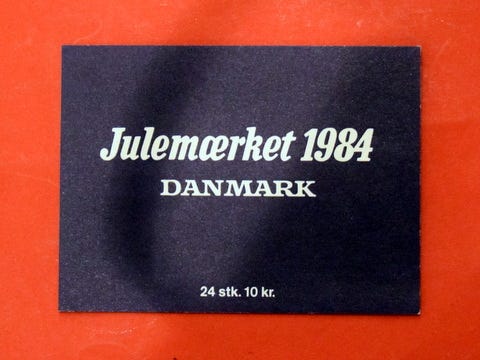 Julemærket 1984
DANMARK
24 stk. 10 kr.